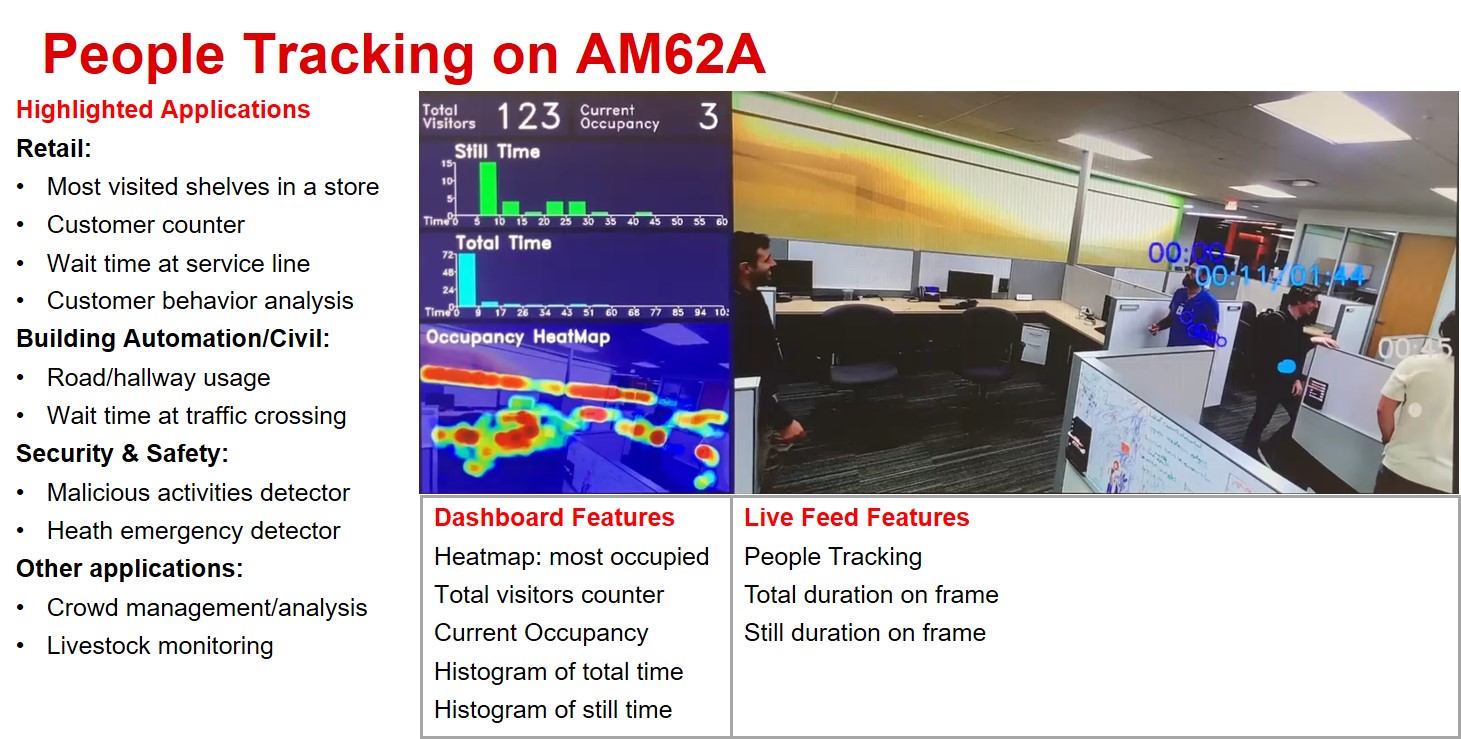 People Tracking on AM62A
Highlighted Applications
Retail:
• Most visited shelves in a store
• Customer counter
• Wait time at service line
• Customer behavior analysis
Building Automation/Civil:
• Road/hallway usage
• Wait time at traffic crossing
Security & Safety:
• Malicious activities detector
• Heath emergency detector
Other applications:
• Crowd management/analysis
• Livestock monitoring
Total Visitors 123 Current Occupancy 3
Still Time
15
10
5
0
Time 0 5 10 15 20 25 30 35 40 45 50 55 60
Total Time
72
48
24
0
Time 0 9 17 26 34 43 51 60 68 77 85 94 103
Occupancy HeatMap
00:00
00:11/01:44
00:45
Dashboard Features
Heatmap: most occupied
Total visitors counter
Current Occupancy
Histogram of total time
Histogram of still time
Live Feed Features
People Tracking
Total duration on frame
Still duration on frame